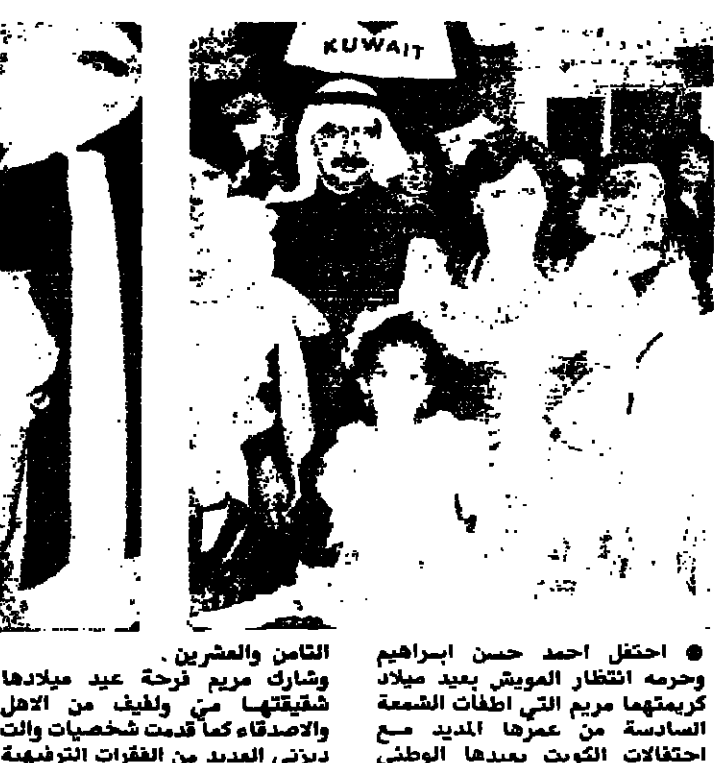 KUWAIT
● احتفل احمد حسن ابراهيم
وحرمه انتظار المويش بعيد ميلاد
كريمتهما مريم التي اطفات الشمعة
السادسة من عمرها المديد مع
احتفالات الكويت بعيدها الوطني
الثامن والعشرين .
وشارك مريم فرحة عيد ميلادها
شقيقتها مي ولفيف من الاهل
والاصدقاء كما قدمت شخصيات والت
ديزني العديد من الفقرات الترفيهية